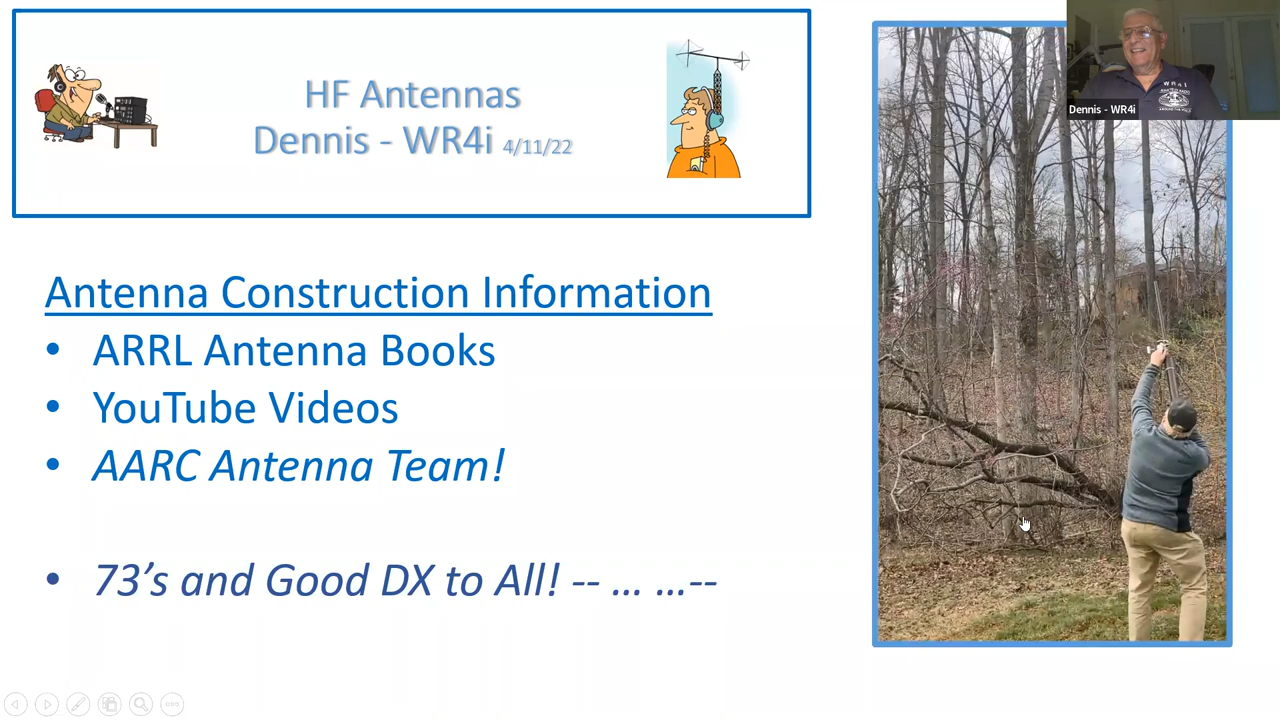 HF Antennas
Dennis - WR4i 4/11/22
Dennis - WR4i
WR4I
Antenna Construction Information
• ARRL Antenna Books
• YouTube Videos
• AARC Antenna Team!
• 73’s and Good DX to All! -- ... ...--